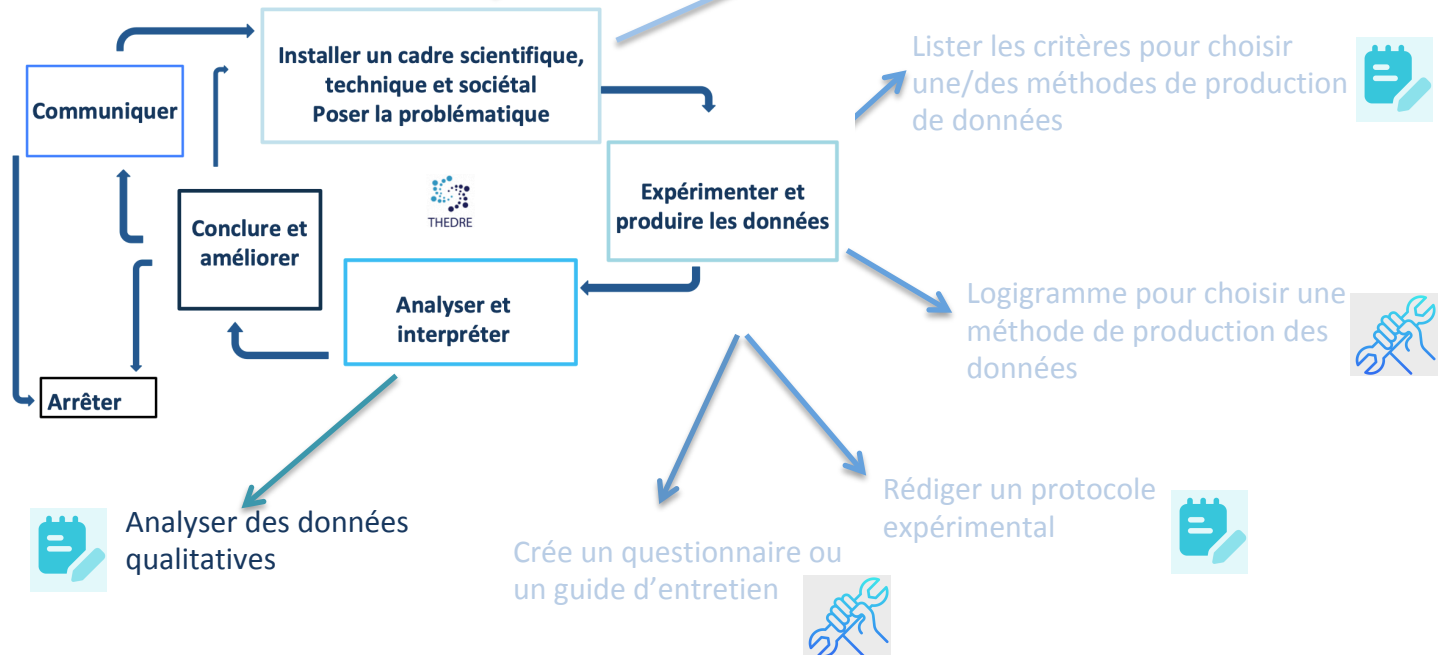 Installer un cadre scientifique,
technique et sociétal
Poser la problématique
Communiquer
Expérimenter et
produire les données
THEDRE
Conclure et
améliorer
Analyser et
interpréter
Arrêter
Lister les critères pour choisir
une/des méthodes de production
de données
Logigramme pour choisir une
méthode de production des
données
Rédiger un protocole
expérimental
Crée un questionnaire ou
un guide d'entretien
Analyser des données
qualitatives